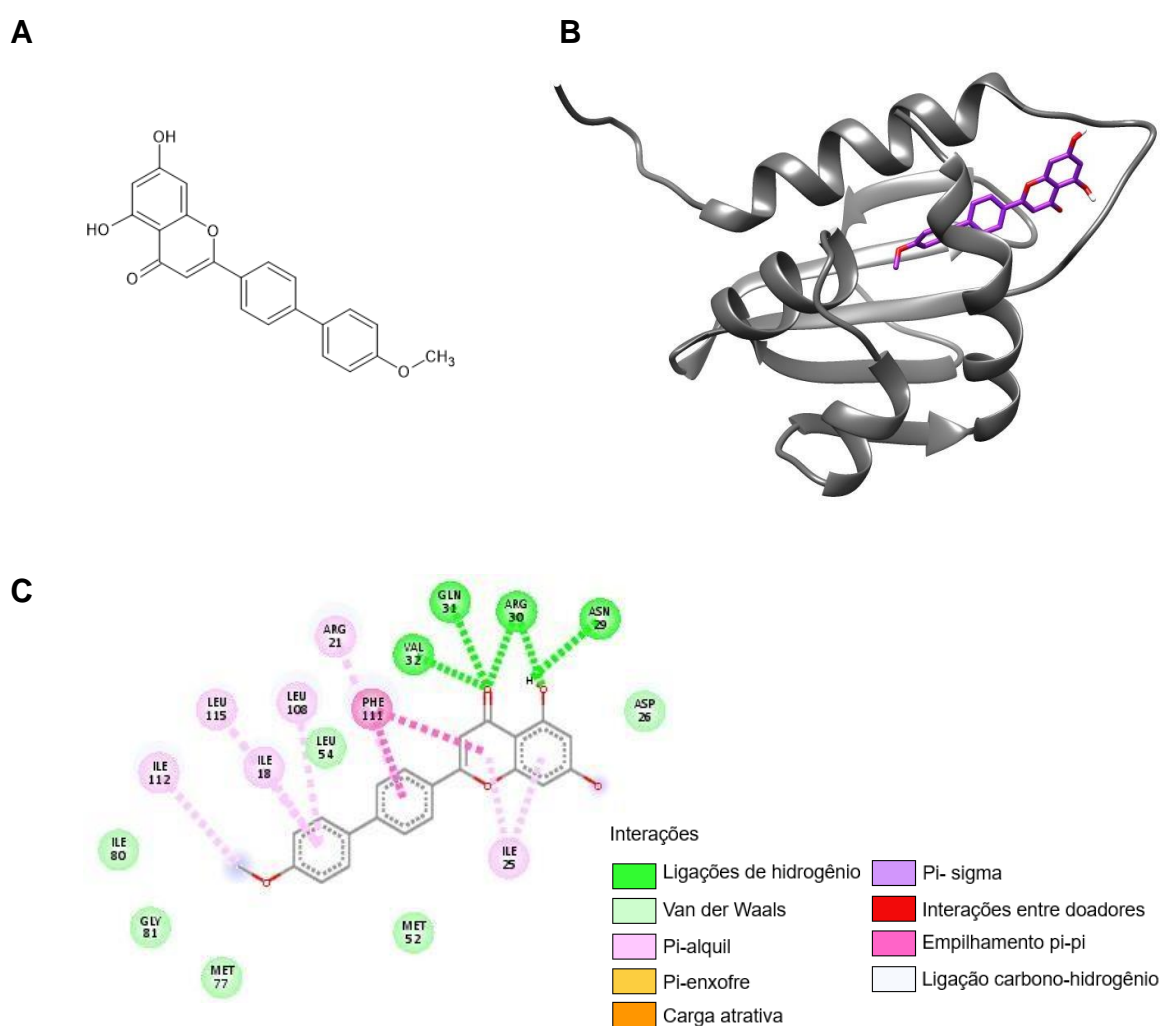 A
B
OH
HO
O
O
O
CH3
C
GLN
31
ARG
30
ASN
29
ARG
21
VAL
32
LEU
115
LEU
108
PHE
111
ASP
26
ILE
112
ILE
18
LEU
54
H
ILE
80
ILE
25
GLY
81
MET
52
MET
77
Interações
Ligações de hidrogênio
Pi- sigma
Van der Waals
Interações entre doadores
Pi-alquil
Empilhamento pi-pi
Pi-enxofre
Ligação carbono-hidrogênio
Carga atrativa